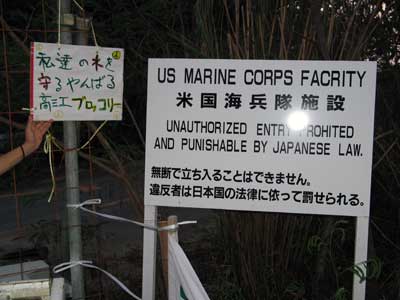 私達の水を
守るやんばる
高江ブロッコリー
US MARINE CORPS FACRITY
米国海兵隊施設
UNAUTHORIZED ENTRY PROHITED
AND PUNISHABLE BY JAPANESE LAW.
無断で立ち入ることはできません。
違反者は日本国の法律に依って罰せられる。